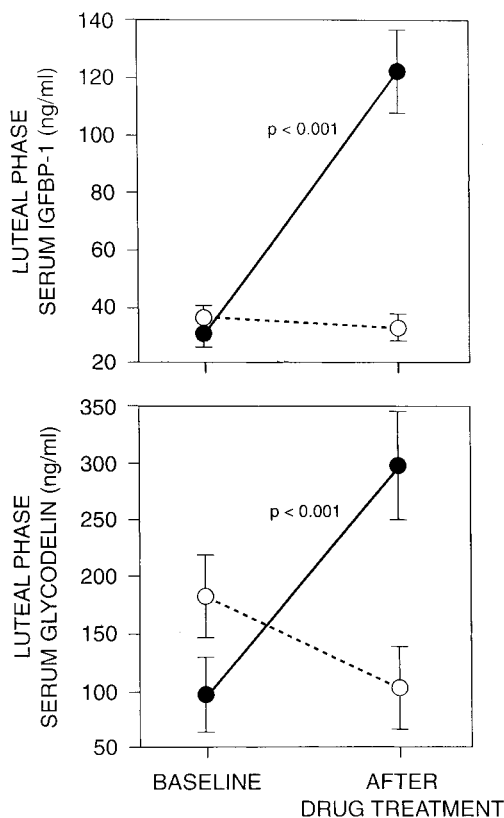 LUTEAL PHASE
SERUM IGFBP-1 (ng/ml)
140
120
100
80
60
40
20
p < 0.001
LUTEAL PHASE
SERUM GLYCODELIN (ng/ml)
350
300
250
200
150
100
50
p < 0.001
BASELINE
AFTER
DRUG TREATMENT